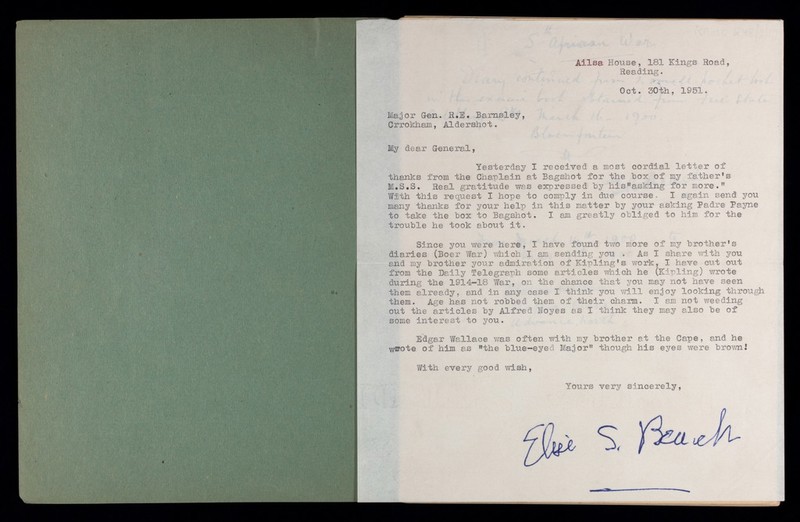 Ailsa House, 181 Kings Road,
Reading.
Oct. 30th, 1951.
Major Gen. R.E. Barnsley,
Crrokham, Aldershot.
My dear General,
Yesterday I received a most cordial letter of
thanks from the Chaplain at Bagshot for the box of my father's
M.S.S. Real gratitude was expressed by his"asking for more."
With this request I hope to comply in due course. I again send you
many thanks for your help in this matter by your asking Padre Payne
to take the box to Bagshot. I am greatly obliged to him for the
trouble he took about it.
Since you were here, I have found two more of my brother's
diaries (Boer War) which I am sending you . As I share with you
and my brother your admiration of Kipling's work, I have cut out
from the Daily Telegraph some articles which he (Kipling) wrote
during the 1914-18 War, on the chance that you may not have seen
them already, and in any case I think you will enjoy looking through
them. Age has not robbed them of their charm. I am not weeding
out the articles by Alfred Noyes as I think they may also be of
some interest to you.
Edgar Wallace was often with my brother at the Cape, and he
wrote of him as "the blue-eyed Major" though his eyes were brown!
With every good wish,
Yours very sincerely,
Elsie S. Beach